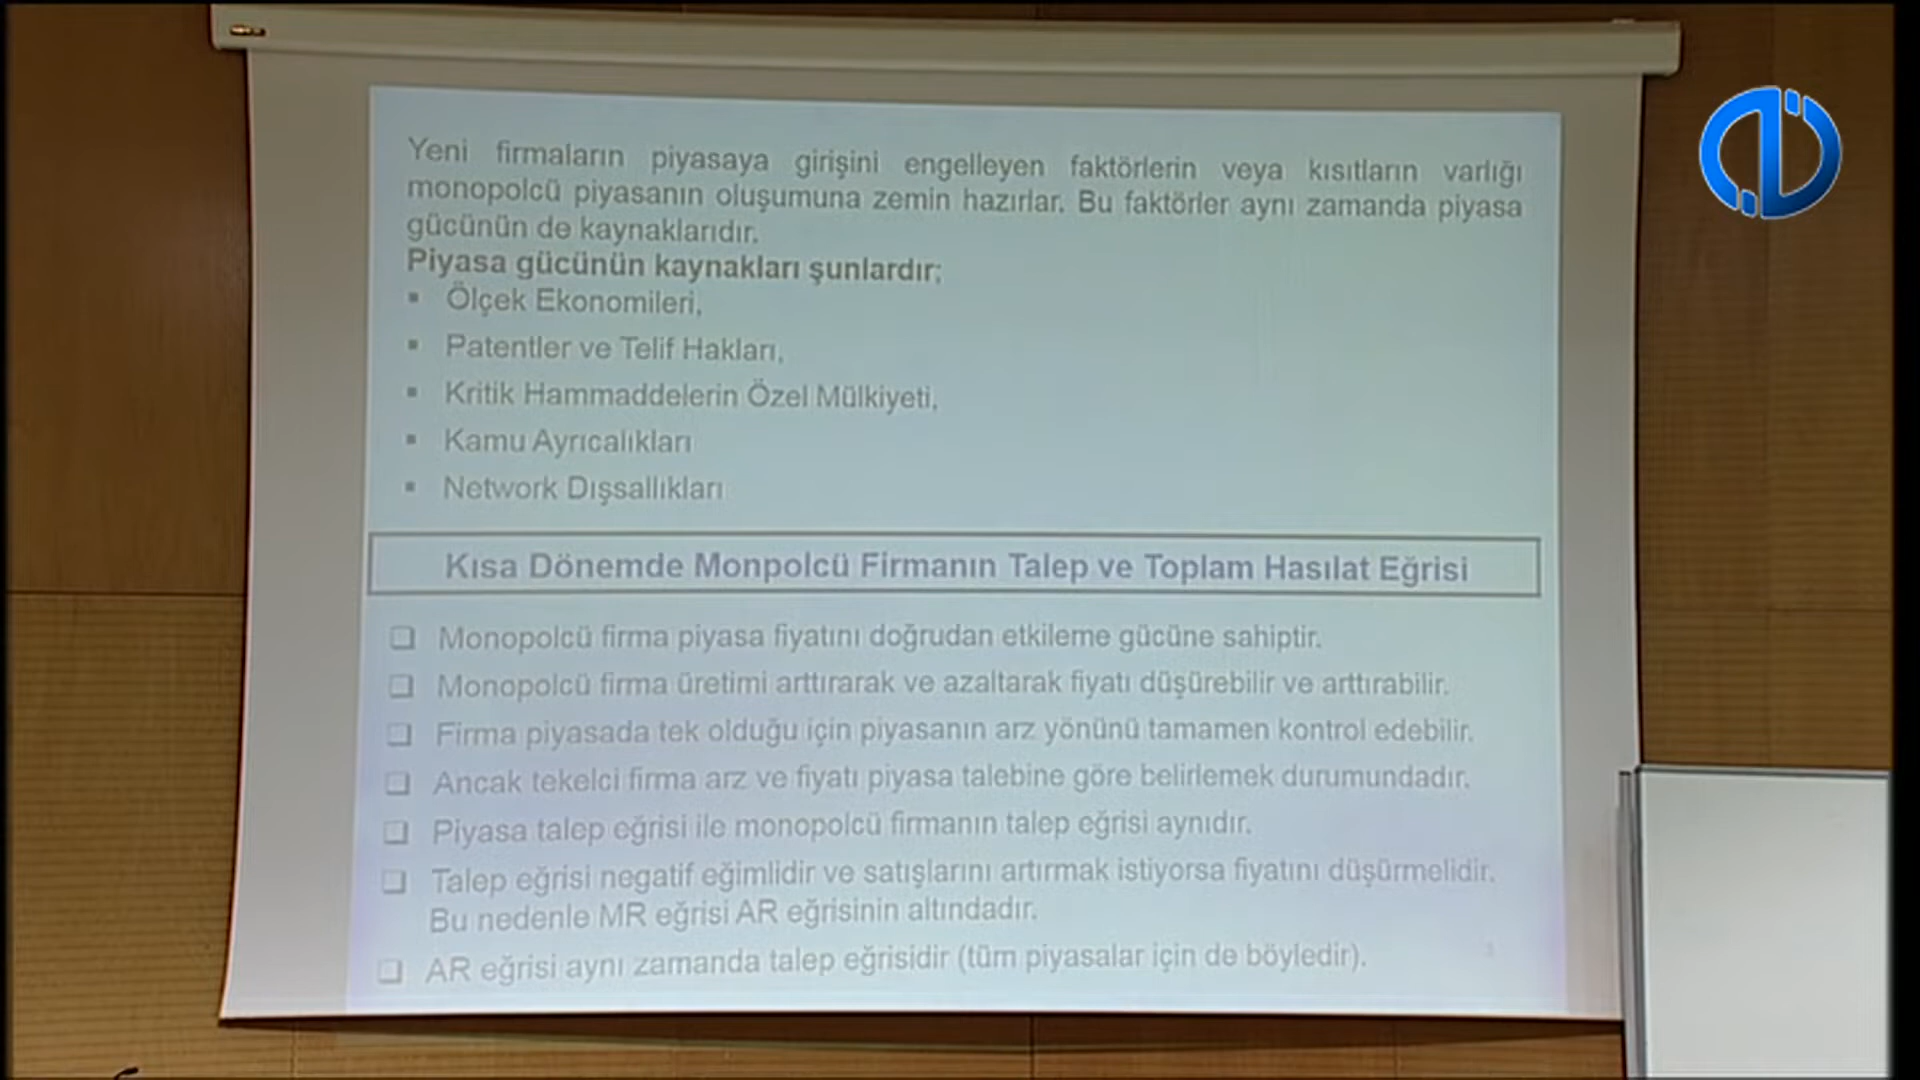 Yeni firmaların piyasaya girişini engelleyen faktörlerin veya kısıtların varlığı
monopolcü piyasanın oluşumuna zemin hazırlar. Bu faktörler aynı zamanda piyasa
gücünün de kaynaklarıdır.
Piyasa gücünün kaynakları şunlardır;
▪ Ölçek Ekonomileri,
▪ Patentler ve Telif Hakları,
▪ Kritik Hammaddelerin Özel Mülkiyeti,
▪ Kamu Ayrıcalıkları
▪ Network Dışsallıkları
Kısa Dönemde Monpolcü Firmanın Talep ve Toplam Hasılat Eğrisi
❑ Monopolcü firma piyasa fiyatını doğrudan etkileme gücüne sahiptir.
❑ Monopolcü firma üretimi arttırarak ve azaltarak fiyatı düşürebilir ve arttırabilir.
❑ Firma piyasada tek olduğu için piyasanın arz yönünü tamamen kontrol edebilir.
❑ Ancak tekelci firma arz ve fiyatı piyasa talebine göre belirlemek durumundadır.
❑ Piyasa talep eğrisi ile monopolcü firmanın talep eğrisi aynıdır.
❑ Talep eğrisi negatif eğimlidir ve satışlarını artırmak istiyorsa fiyatını düşürmelidir.
Bu nedenle MR eğrisi AR eğrisinin altındadır.
❑ AR eğrisi aynı zamanda talep eğrisidir (tüm piyasalar için de böyledir).